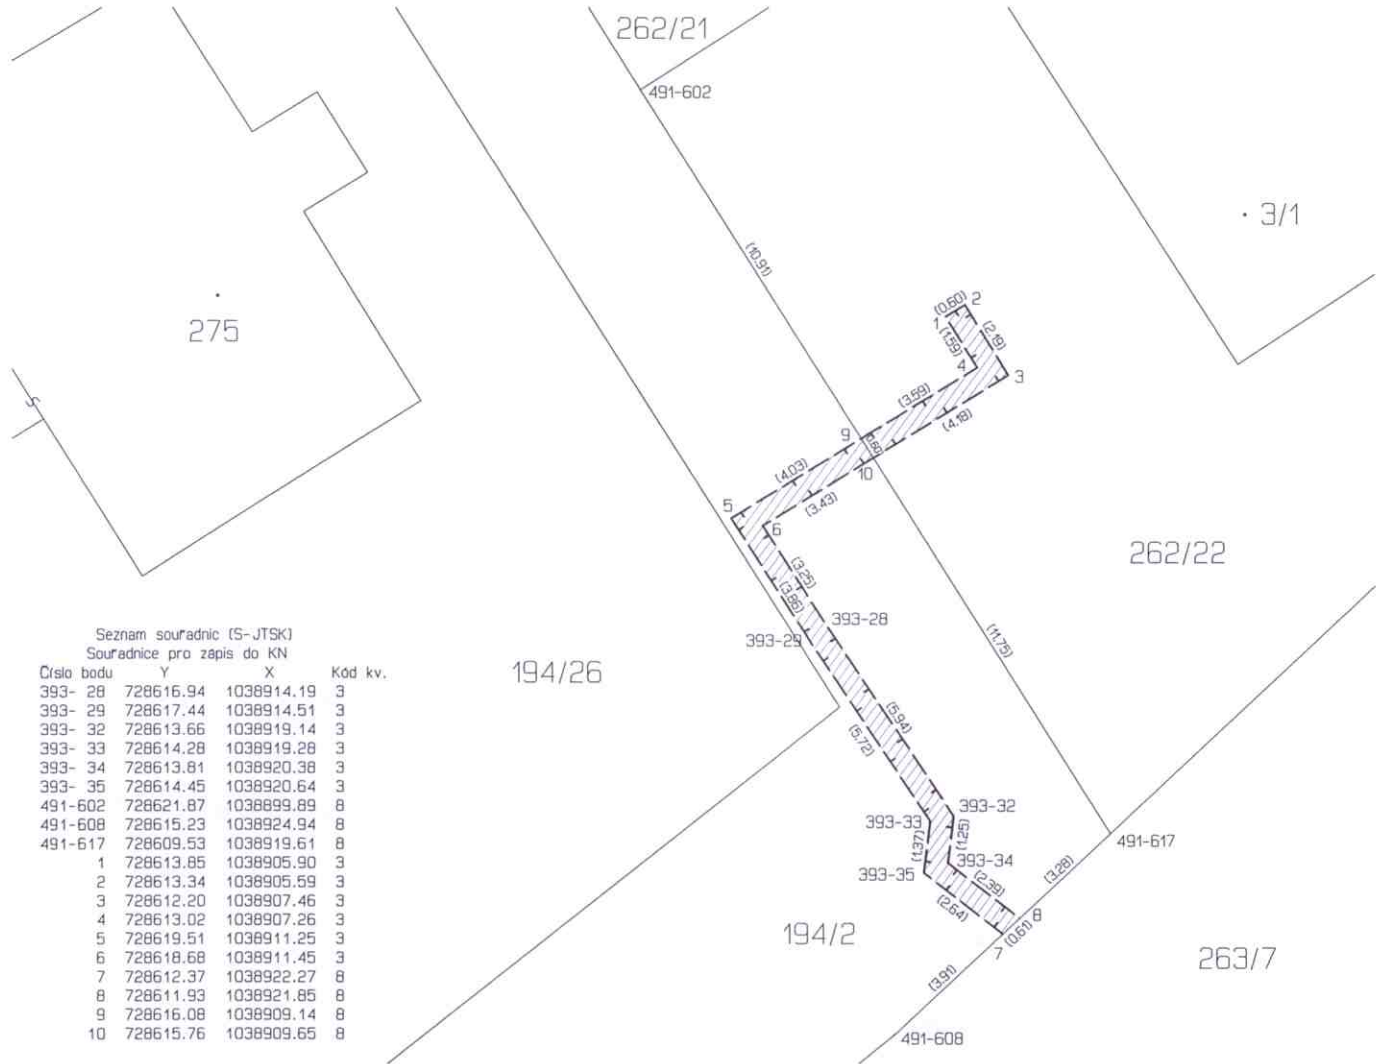 262/21
491-602
3/1
(10.91)
275
(0.60)
2
1
(2.19)
(1.59)
4
3
(3.59)
(4.18)
9
0.60
10
(4.03)
(3.43)
5
6
262/22
(3.25)
(3.86)
393-28
393-29
(11.75)
194/26
(5.94)
(5.72)
393-32
393-33
(1.25)
(1.37)
393-34
393-35
491-617
(3.28)
(2.39)
(2.64)
8
(0.61)
7
194/2
263/7
(3.91)
491-608
Seznam souřadnic (S-JTSK)
Souřadnice pro zápis do KN
Číslo bodu Y X Kód kv.
393- 28 728616.94 1038914.19 3
393- 29 728617.44 1038914.51 3
393- 32 728613.66 1038919.14 3
393- 33 728614.28 1038919.28 3
393- 34 728613.81 1038920.38 3
393- 35 728614.45 1038920.64 3
491-602 728621.87 1038899.89 8
491-608 728615.23 1038924.94 8
491-617 728609.53 1038919.61 8
1 728613.85 1038905.90 3
2 728613.34 1038905.59 3
3 728612.20 1038907.46 3
4 728613.02 1038907.26 3
5 728619.51 1038911.25 3
6 728618.68 1038911.45 3
7 728612.37 1038922.27 8
8 728611.93 1038921.85 8
9 728616.08 1038909.14 8
10 728615.76 1038909.65 8